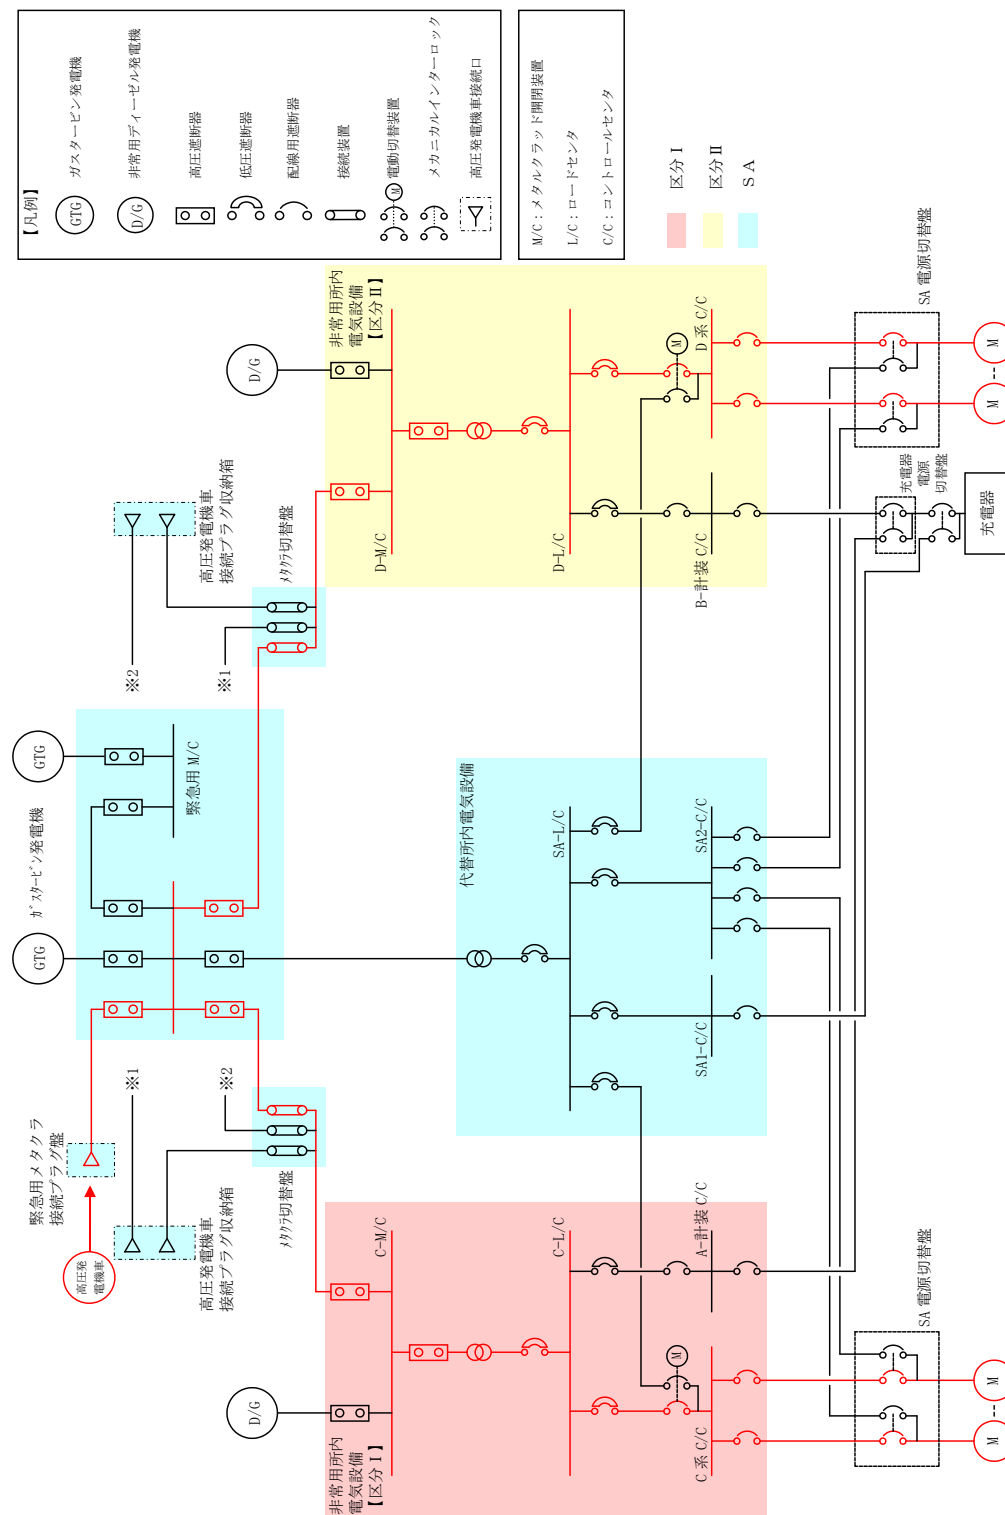 【凡例】
GTG
ガスタービン発電機
D/G
非常用ディーゼル発電機
高圧遮断器
低圧遮断器
配線用遮断器
接続装置
M
電動切替装置
メカニカルインターロック
高圧発電機車接続口
M/C：メタルクラッド開閉装置
L/C：ロードセンタ
C/C：コントロールセンタ
区分Ⅰ
区分Ⅱ
ＳＡ
高圧発
電機車
緊急用メタクラ
接続プラグ盤
GTG
ｶﾞｽﾀｰﾋﾞﾝ発電機
GTG
緊急用 M/C
※1
※2
高圧発電機車
接続プラグ収納箱
ﾒﾀｸﾗ切替盤
※2
※1
高圧発電機車
接続プラグ収納箱
ﾒﾀｸﾗ切替盤
D/G
非常用所内
電気設備
【区分Ⅰ】
C-M/C
C-L/C
M
C 系 C/C
A-計装 C/C
代替所内電気設備
SA-L/C
SA1-C/C
SA2-C/C
D/G
非常用所内
電気設備
【区分Ⅱ】
D-M/C
D-L/C
M
D 系 C/C
B-計装 C/C
SA 電源切替盤
M
M
充電器
電源
切替盤
充電器
SA 電源切替盤
M
M